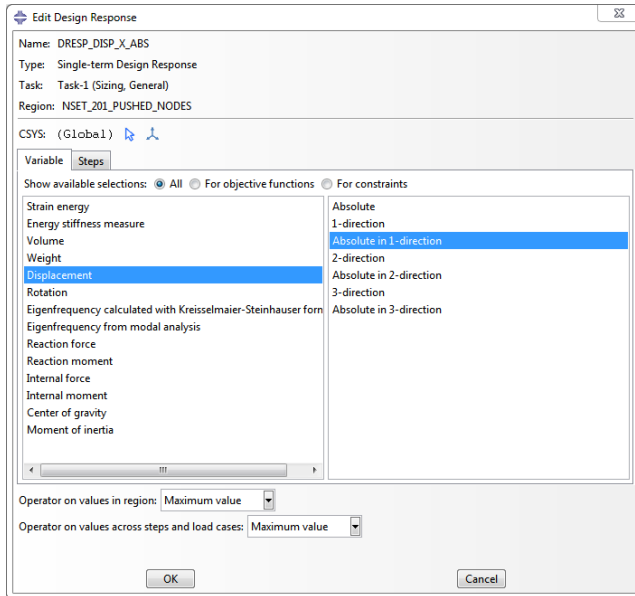 Edit Design Response
Name: DRESP_DISP_X_ABS
Type: Single-term Design Response
Task: Task-1 (Sizing, General)
Region: NSET_201_PUSHED_NODES
CSYS: (Global)
Variable Steps
Show available selections: All For objective functions For constraints
Strain energy
Energy stiffness measure
Volume
Weight
Displacement
Rotation
Eigenfrequency calculated with Kreisselmaier-Steinhauser forn
Eigenfrequency from modal analysis
Reaction force
Reaction moment
Internal force
Internal moment
Center of gravity
Moment of inertia
Absolute
1-direction
Absolute in 1-direction
2-direction
Absolute in 2-direction
3-direction
Absolute in 3-direction
Operator on values in region: Maximum value
Operator on values across steps and load cases: Maximum value
OK Cancel